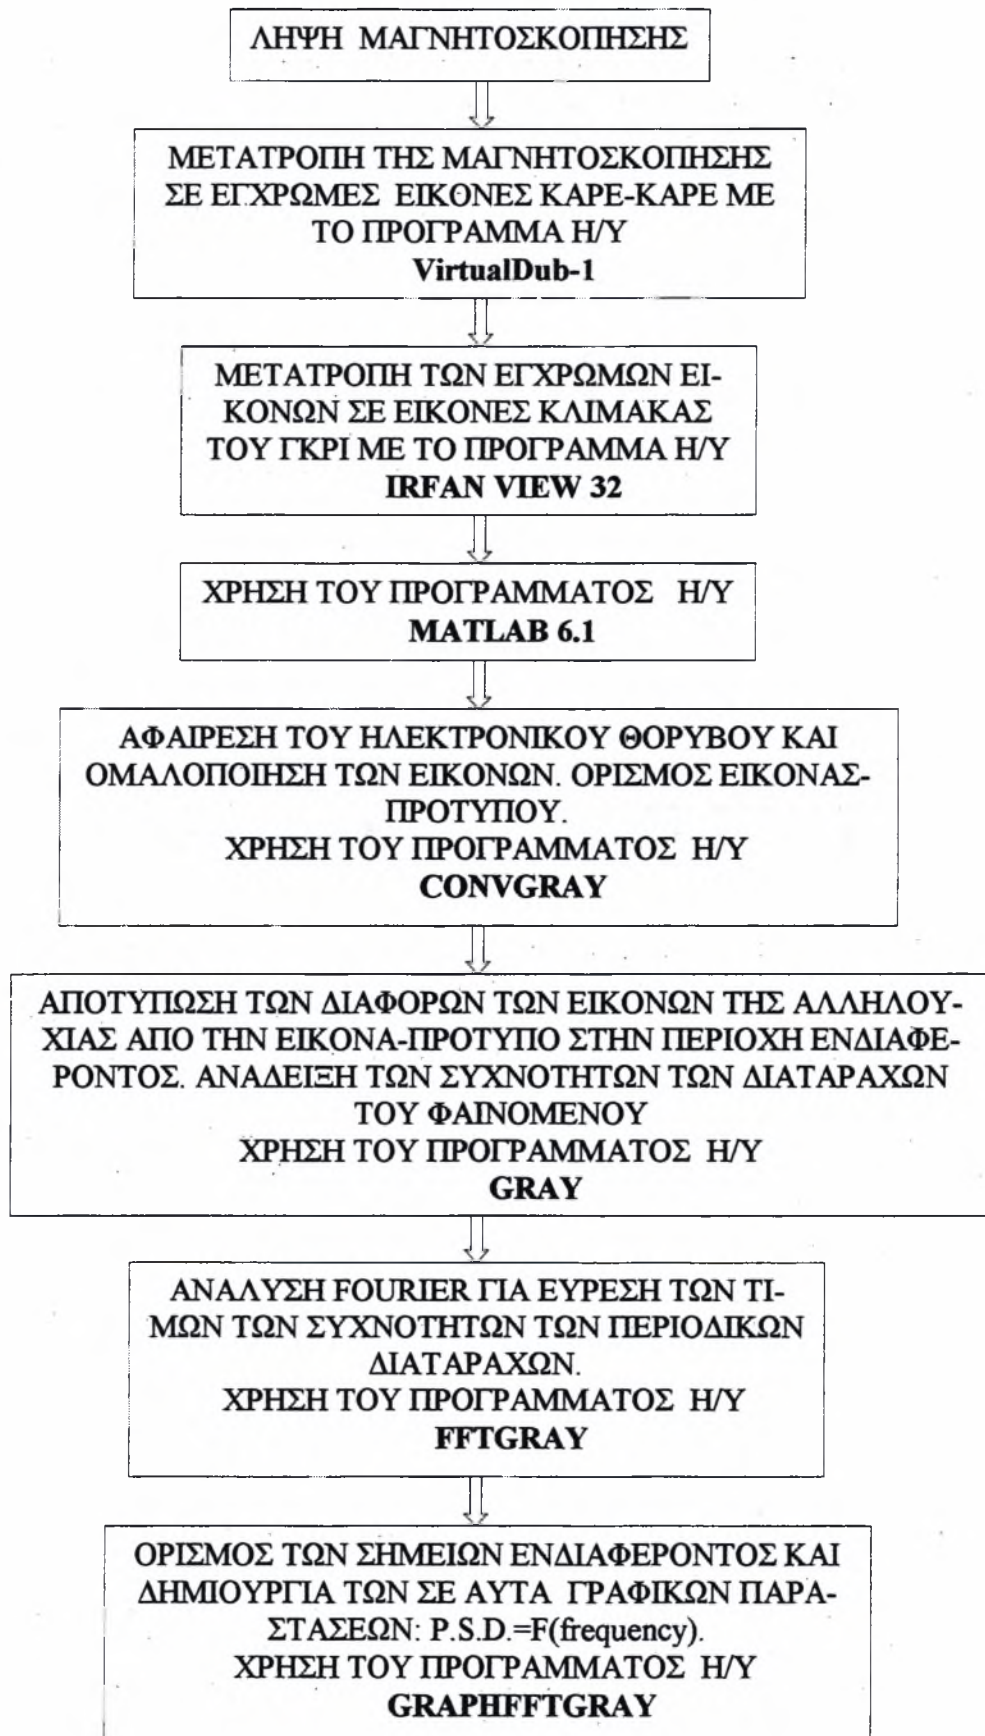 ΛΗΨΗ ΜΑΓΝΗΤΟΣΚΟΠΗΣΗΣ
ΜΕΤΑΤΡΟΠΗ ΤΗΣ ΜΑΓΝΗΤΟΣΚΟΠΗΣΗΣ
ΣΕ ΕΓΧΡΩΜΕΣ ΕΙΚΟΝΕΣ ΚΑΡΕ-ΚΑΡΕ ΜΕ
ΤΟ ΠΡΟΓΡΑΜΜΑ Η/Υ
VirtualDub-1
ΜΕΤΑΤΡΟΠΗ ΤΩΝ ΕΓΧΡΩΜΩΝ ΕΙ-
ΚΟΝΩΝ ΣΕ ΕΙΚΟΝΕΣ ΚΛΙΜΑΚΑΣ
ΤΟΥ ΓΚΡΙ ΜΕ ΤΟ ΠΡΟΓΡΑΜΜΑ Η/Υ
IRFAN VIEW 32
ΧΡΗΣΗ ΤΟΥ ΠΡΟΓΡΑΜΜΑΤΟΣ Η/Υ
MATLAB 6.1
ΑΦΑΙΡΕΣΗ ΤΟΥ ΗΛΕΚΤΡΟΝΙΚΟΥ ΘΟΡΥΒΟΥ ΚΑΙ
ΟΜΑΛΟΠΟΙΗΣΗ ΤΩΝ ΕΙΚΟΝΩΝ. ΟΡΙΣΜΟΣ ΕΙΚΟΝΑΣ-
ΠΡΟΤΥΠΟΥ.
ΧΡΗΣΗ ΤΟΥ ΠΡΟΓΡΑΜΜΑΤΟΣ Η/Υ
CONVGRAY
ΑΠΟΤΥΠΩΣΗ ΤΩΝ ΔΙΑΦΟΡΩΝ ΤΩΝ ΕΙΚΟΝΩΝ ΤΗΣ ΑΛΛΗΛΟΥ-
ΧΙΑΣ ΑΠΟ ΤΗΝ ΕΙΚΟΝΑ-ΠΡΟΤΥΠΟ ΣΤΗΝ ΠΕΡΙΟΧΗ ΕΝΔΙΑΦΕ-
ΡΟΝΤΟΣ. ΑΝΑΔΕΙΞΗ ΤΩΝ ΣΥΧΝΟΤΗΤΩΝ ΤΩΝ ΔΙΑΤΑΡΑΧΩΝ
ΤΟΥ ΦΑΙΝΟΜΕΝΟΥ
ΧΡΗΣΗ ΤΟΥ ΠΡΟΓΡΑΜΜΑΤΟΣ Η/Υ
GRAY
ΑΝΑΛΥΣΗ FOURIER ΓΙΑ ΕΥΡΕΣΗ ΤΩΝ ΤΙ-
ΜΩΝ ΤΩΝ ΣΥΧΝΟΤΗΤΩΝ ΤΩΝ ΠΕΡΙΟΔΙΚΩΝ
ΔΙΑΤΑΡΑΧΩΝ.
ΧΡΗΣΗ ΤΟΥ ΠΡΟΓΡΑΜΜΑΤΟΣ Η/Υ
FFTGRAY
ΟΡΙΣΜΟΣ ΤΩΝ ΣΗΜΕΙΩΝ ΕΝΔΙΑΦΕΡΟΝΤΟΣ ΚΑΙ
ΔΗΜΙΟΥΡΓΙΑ ΤΩΝ ΣΕ ΑΥΤΑ ΓΡΑΦΙΚΩΝ ΠΑΡΑ-
ΣΤΑΣΕΩΝ: P.S.D.=F(frequency).
ΧΡΗΣΗ ΤΟΥ ΠΡΟΓΡΑΜΜΑΤΟΣ Η/Υ
GRAPHFFTGRAY